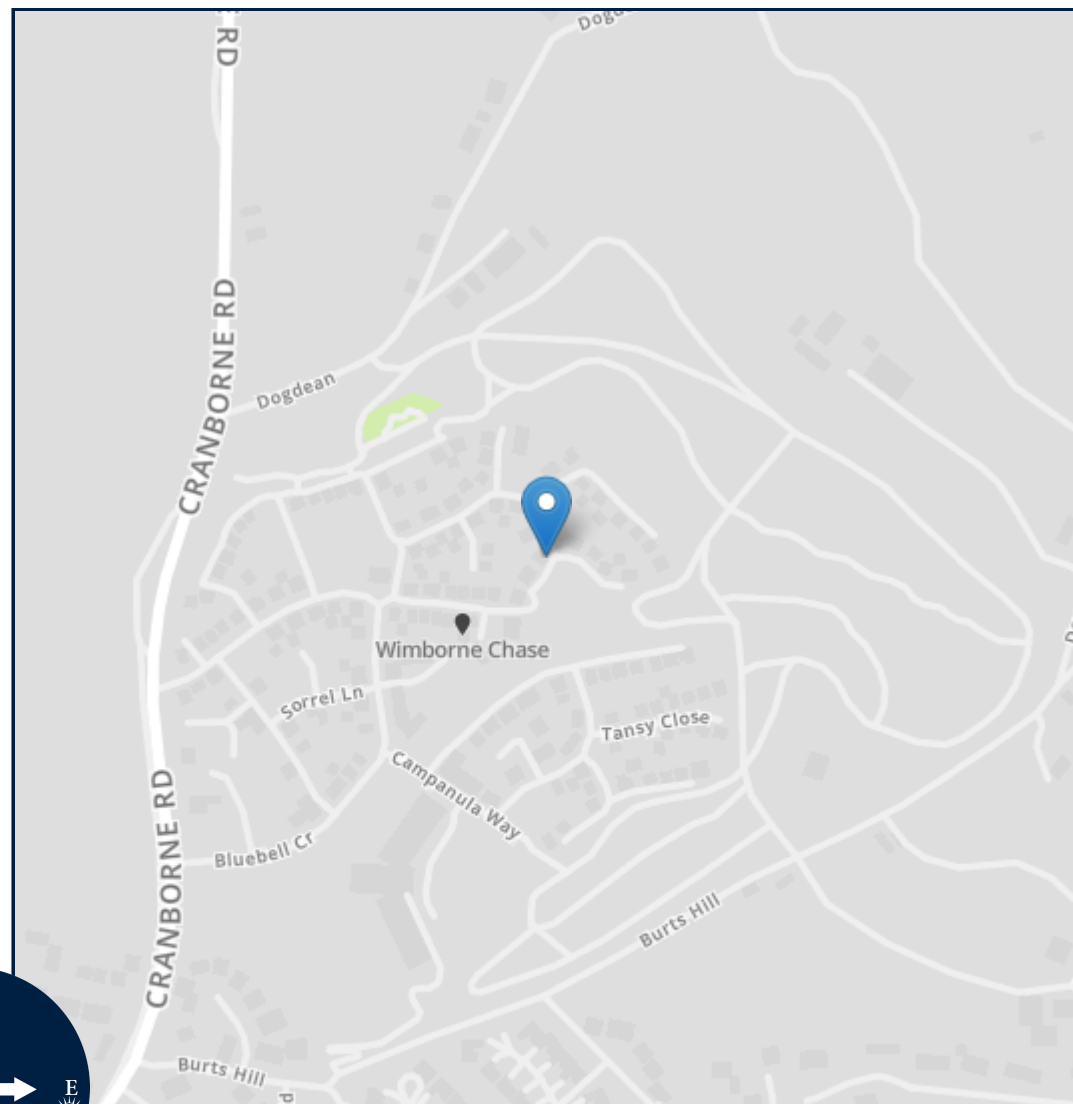 RD
CRANBORNE RD
Dogdean
Wimborne Chase
Sorrel Ln
Tansy Close
Campanula Way
CRANBORNE RD
Bluebell Cr
Burts Hill
Burts Hill
E